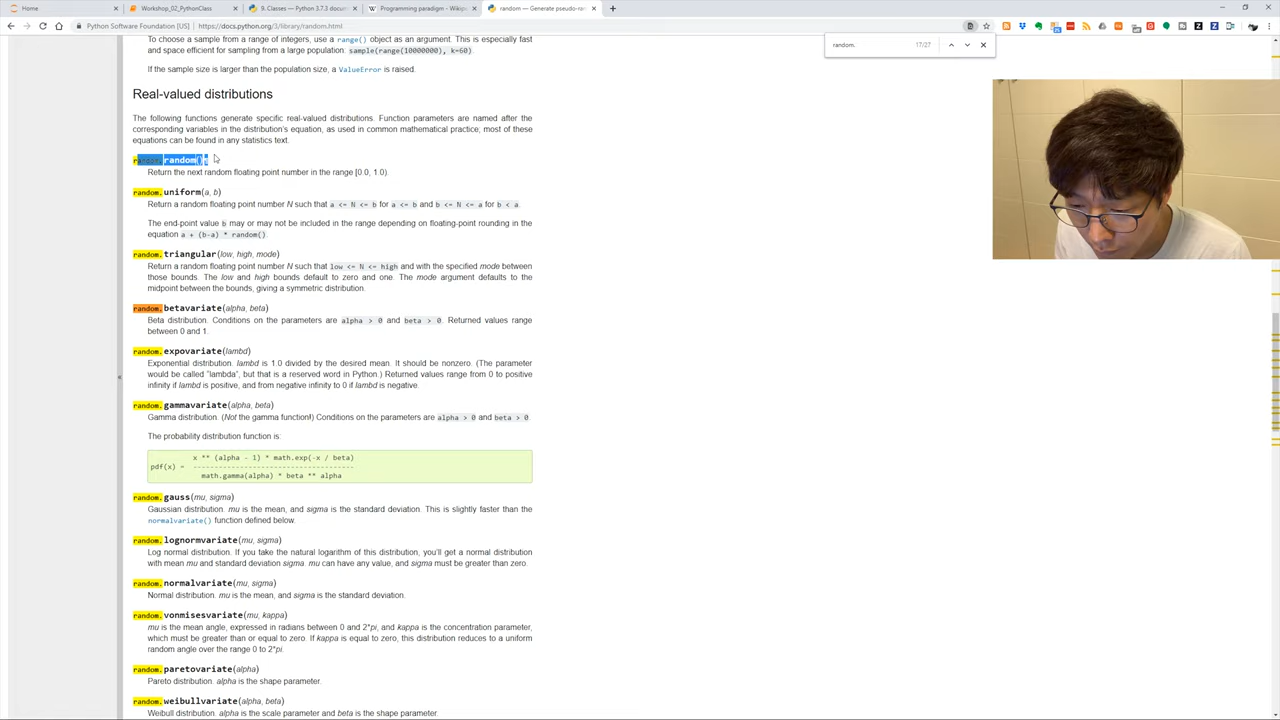 Home
Workshop_02_PythonClass
9. Classes — Python 3.7.3 docum
Programming paradigm - Wikip
random — Generate pseudo-ran
Python Software Foundation [US]
https://docs.python.org/3/library/random.html
random.
17/27
To choose a sample from a range of integers, use a range() object as an argument. This is especially fast
and space efficient for sampling from a large population: sample(range(10000000), k=60)
If the sample size is larger than the population size, a ValueError is raised.
Real-valued distributions
The following functions generate specific real-valued distributions. Function parameters are named after the
corresponding variables in the distribution's equation, as used in common mathematical practice; most of these
equations can be found in any statistics text.
random.random()
Return the next random floating point number in the range [0.0, 1.0).
random.uniform(a, b)
Return a random floating point number N such that a <= N <= b for a <= b and b <= N <= a for b < a.
The end-point value b may or may not be included in the range depending on floating-point rounding in the
equation a + (b-a) * random().
random.triangular(low, high, mode)
Return a random floating point number N such that low <= N <= high and with the specified mode between
those bounds. The low and high bounds default to zero and one. The mode argument defaults to the
midpoint between the bounds, giving a symmetric distribution.
random.betavariate(alpha, beta)
Beta distribution. Conditions on the parameters are alpha > 0 and beta > 0. Returned values range
between 0 and 1.
random.expovariate(lambd)
Exponential distribution. lambd is 1.0 divided by the desired mean. It should be nonzero. (The parameter
would be called "lambda", but that is a reserved word in Python.) Returned values range from 0 to positive
infinity if lambd is positive, and from negative infinity to 0 if lambd is negative.
random.gammavariate(alpha, beta)
Gamma distribution. (Not the gamma function!) Conditions on the parameters are alpha > 0 and beta > 0.
The probability distribution function is:
x ** (alpha - 1) * math.exp(-x / beta)
pdf(x) = --------------------------------------
math.gamma(alpha) * beta ** alpha
random.gauss(mu, sigma)
Gaussian distribution. mu is the mean, and sigma is the standard deviation. This is slightly faster than the
normalvariate() function defined below.
random.lognormvariate(mu, sigma)
Log normal distribution. If you take the natural logarithm of this distribution, you'll get a normal distribution
with mean mu and standard deviation sigma. mu can have any value, and sigma must be greater than zero.
random.normalvariate(mu, sigma)
Normal distribution. mu is the mean, and sigma is the standard deviation.
random.vonmisesvariate(mu, kappa)
mu is the mean angle, expressed in radians between 0 and 2*pi, and kappa is the concentration parameter,
which must be greater than or equal to zero. If kappa is equal to zero, this distribution reduces to a uniform
random angle over the range 0 to 2*pi.
random.paretovariate(alpha)
Pareto distribution. alpha is the shape parameter.
random.weibullvariate(alpha, beta)
Weibull distribution. alpha is the scale parameter and beta is the shape parameter.